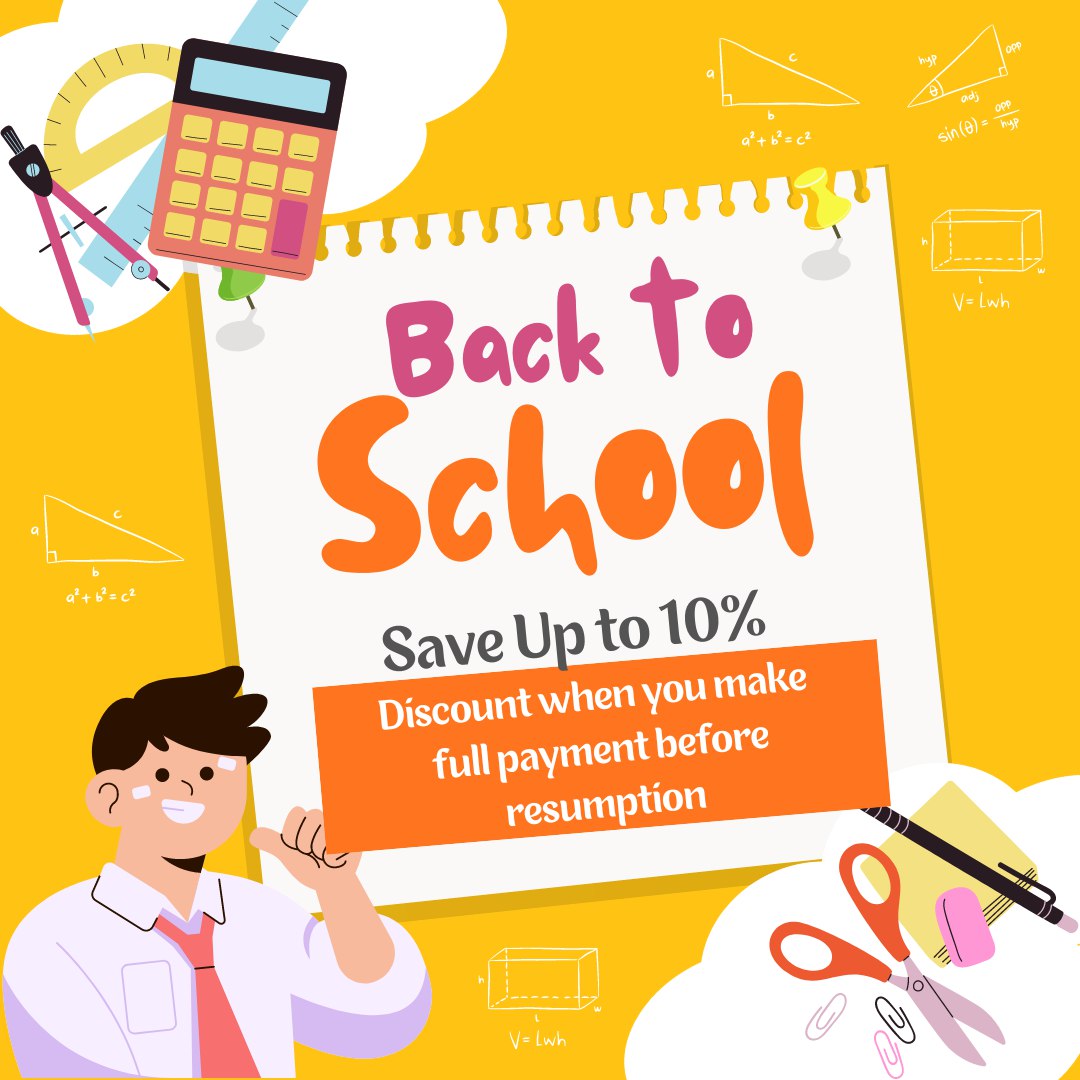 a
c
b
a² + b² = c²
hyp
opp
θ
adj
sin(θ) = opp/hyp
h
L
w
V = Lwh
Back to
School
a
c
b
a² + b² = c²
Save Up to 10%
Discount when you make
full payment before
resumption
h
L
w
V = Lwh